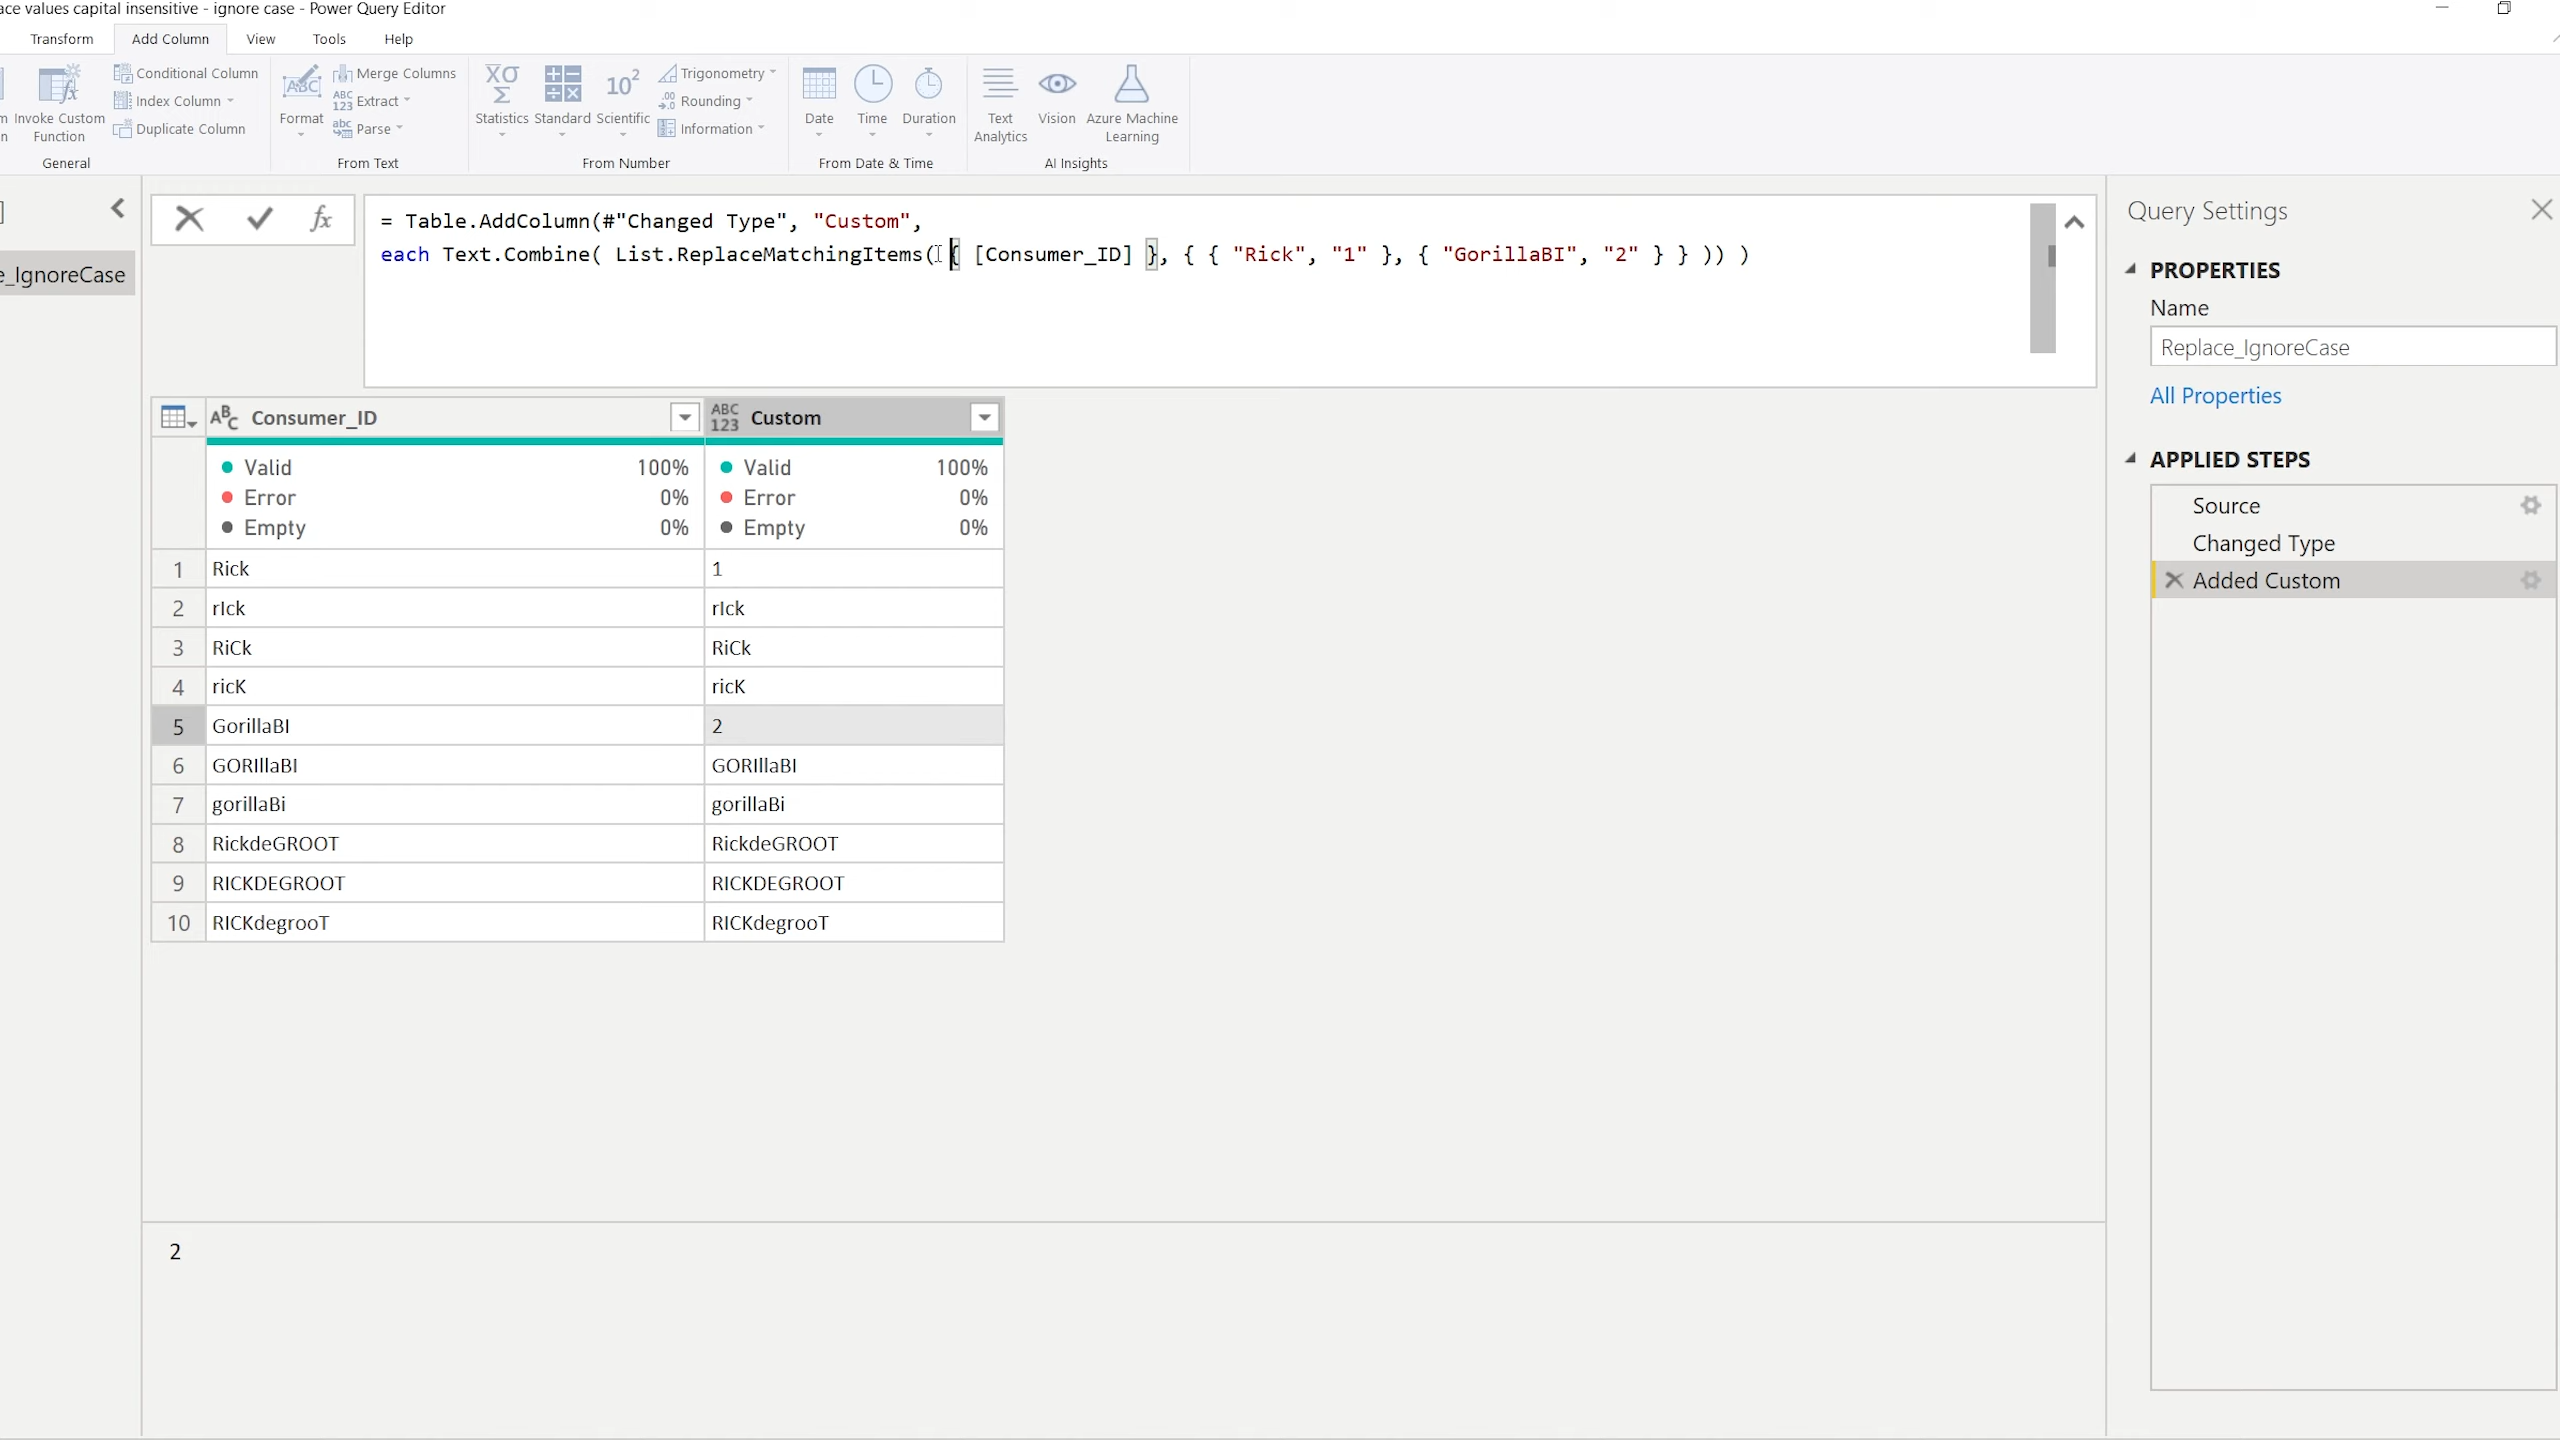 ace values capital insensitive - ignore case - Power Query Editor
Transform Add Column View Tools Help
Invoke Custom Function
Conditional Column
Index Column
Duplicate Column
General
Format
Merge Columns
Extract
Parse
From Text
Statistics
Standard
Scientific
Trigonometry
Rounding
Information
From Number
Date
Time
Duration
From Date & Time
Text Analytics
Vision
Azure Machine Learning
AI Insights
e_IgnoreCase
fx
= Table.AddColumn(#"Changed Type", "Custom",
each Text.Combine( List.ReplaceMatchingItems( { [Consumer_ID] }, { { "Rick", "1" }, { "GorillaBI", "2" } } )) )
Consumer_ID ABC 123 Custom
Valid 100% Valid 100%
Error 0% Error 0%
Empty 0% Empty 0%
1 Rick 1
2 rIck rIck
3 RiCk RiCk
4 ricK ricK
5 GorillaBI 2
6 GORIllaBI GORIllaBI
7 gorillaBi gorillaBi
8 RickdeGROOT RickdeGROOT
9 RICKDEGROOT RICKDEGROOT
10 RICKdegrooT RICKdegrooT
2
Query Settings
PROPERTIES
Name
Replace_IgnoreCase
All Properties
APPLIED STEPS
Source
Changed Type
Added Custom